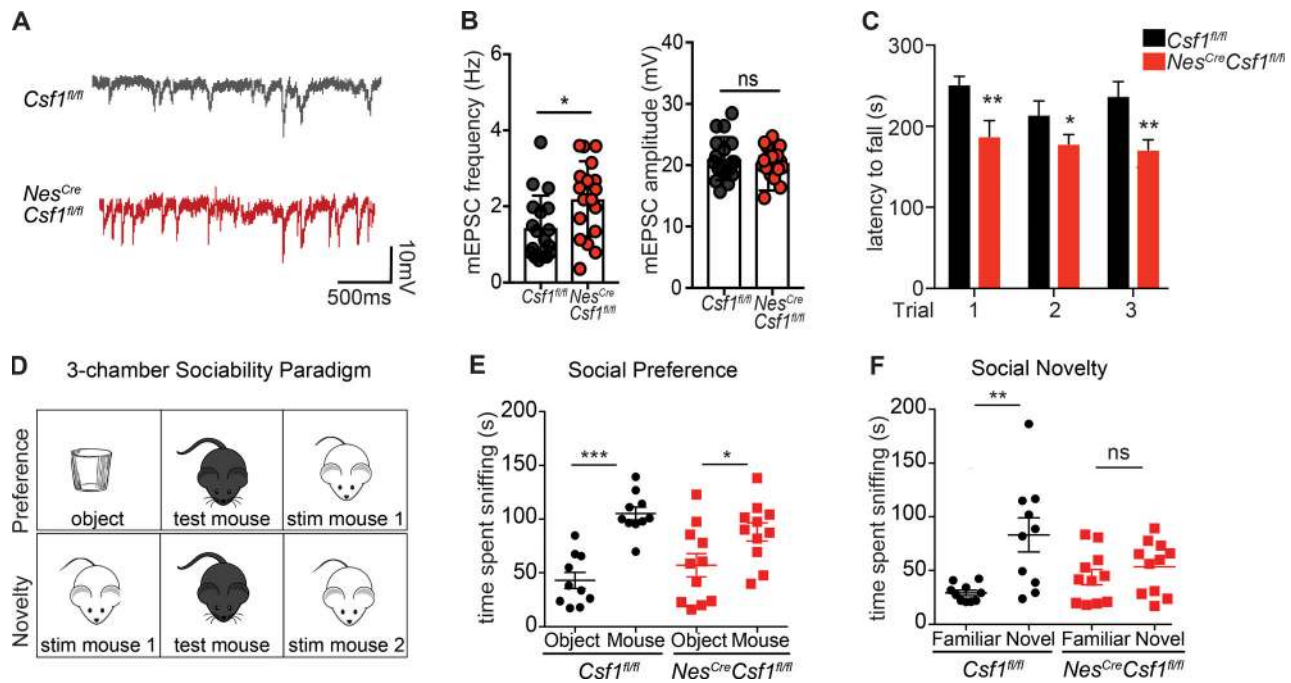 A
Csf1fl/fl
NesCre
Csf1fl/fl
10mV
500ms
B
mEPSC frequency (Hz)
6
4
2
0
*
Csf1fl/fl
NesCre
Csf1fl/fl
mEPSC amplitude (mV)
40
30
20
10
0
ns
Csf1fl/fl
NesCre
Csf1fl/fl
C
Csf1fl/fl
NesCreCsf1fl/fl
latency to fall (s)
300
200
100
0
**
*
**
Trial 1 2 3
D 3-chamber Sociability Paradigm
Preference
object test mouse stim mouse 1
Novelty
stim mouse 1 test mouse stim mouse 2
E Social Preference
time spent sniffing (s)
200
150
100
50
0
***
*
Object Mouse Object Mouse
Csf1fl/fl NesCreCsf1fl/fl
F Social Novelty
time spent sniffing (s)
200
150
100
50
0
**
ns
Familiar Novel Familiar Novel
Csf1fl/fl NesCreCsf1fl/fl